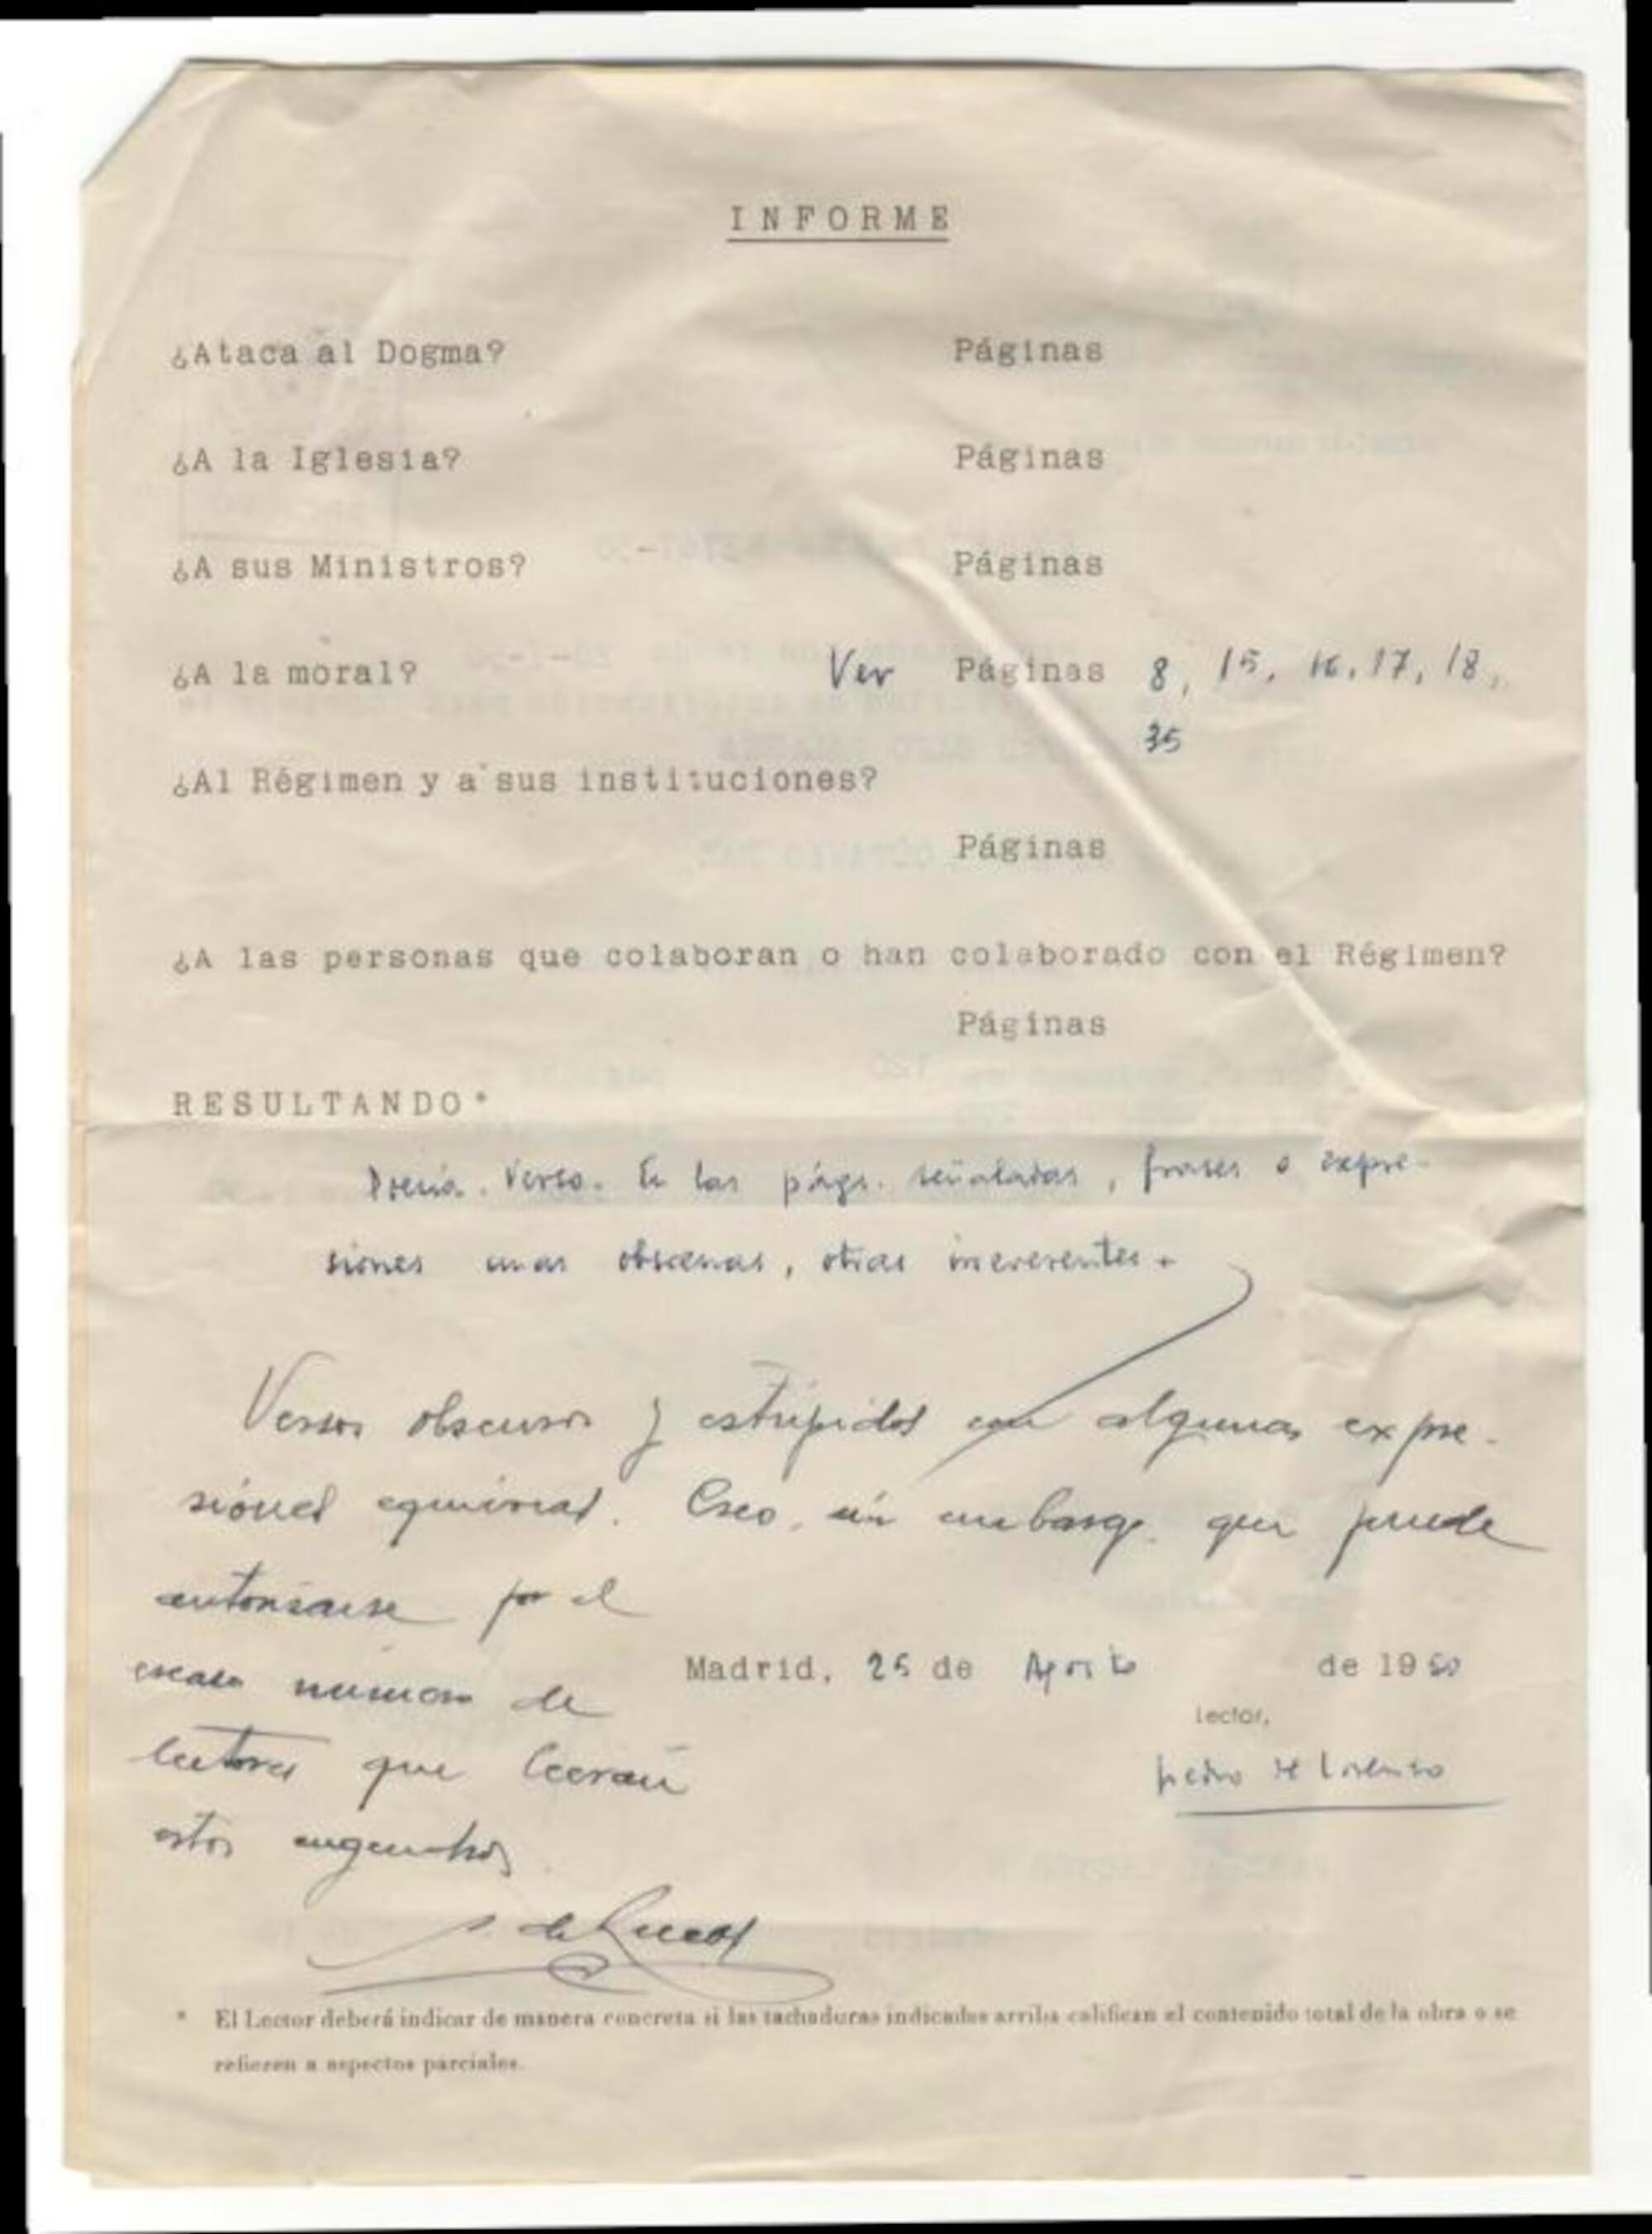 INFORME
¿Ataca al Dogma? Páginas
¿A la Iglesia? Páginas
¿A sus Ministros? Páginas
¿A la moral? Ver Páginas 8, 15, 16, 17, 18,
35
¿Al Régimen y a sus instituciones?
Páginas
¿A las personas que colaboran o han colaborado con el Régimen?
Páginas
RESULTANDO*
Poesía. Verso. En las págs. señaladas, frases o expre-
siones unas obscenas, otras irreverentes.
Versos obscuros y estúpidos con algunas expre-
siones equívocas. Creo, sin embargo que puede
autorizarse por el
escaso número de
lectores que leerán
estos engendros.
Madrid, 25 de Agosto de 1950
Lector,
Pedro de Lorenzo
de Lucas
* El Lector deberá indicar de manera concreta si las tachaduras indicadas arriba califican el contenido total de la obra o se
refieren a aspectos parciales.